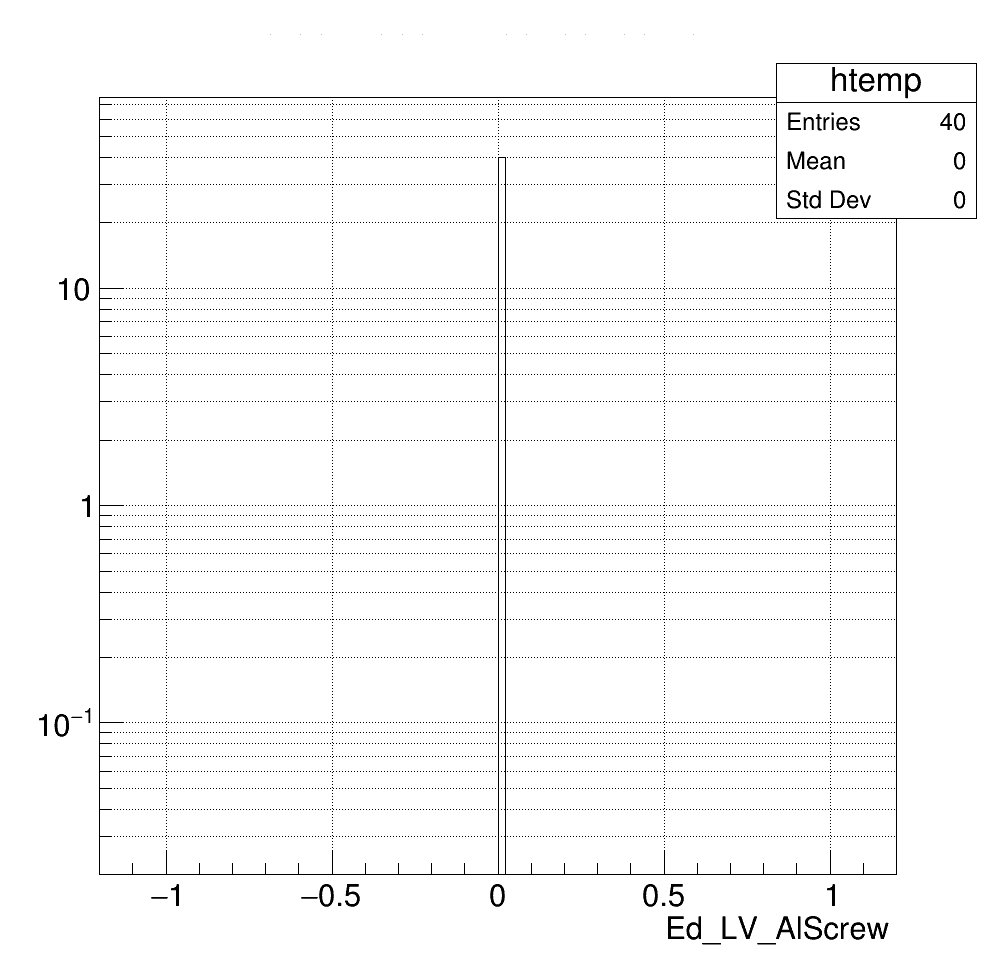 htemp
Entries 40
Mean 0
Std Dev 0
10
1
10⁻¹
−1 −0.5 0 0.5 1
Ed_LV_AlScrew